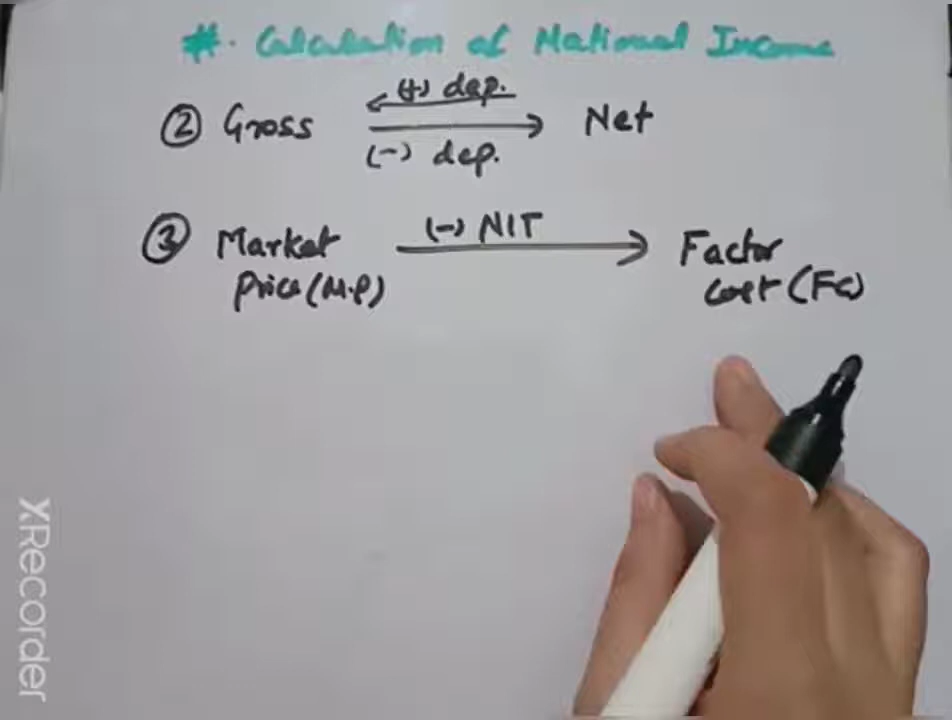 #. Calculation of National Income
(+) dep.
② Gross Net
(-) dep.
③ Market (-) NIT Factor
Price (M.P) Cost (FC)
XRecorder